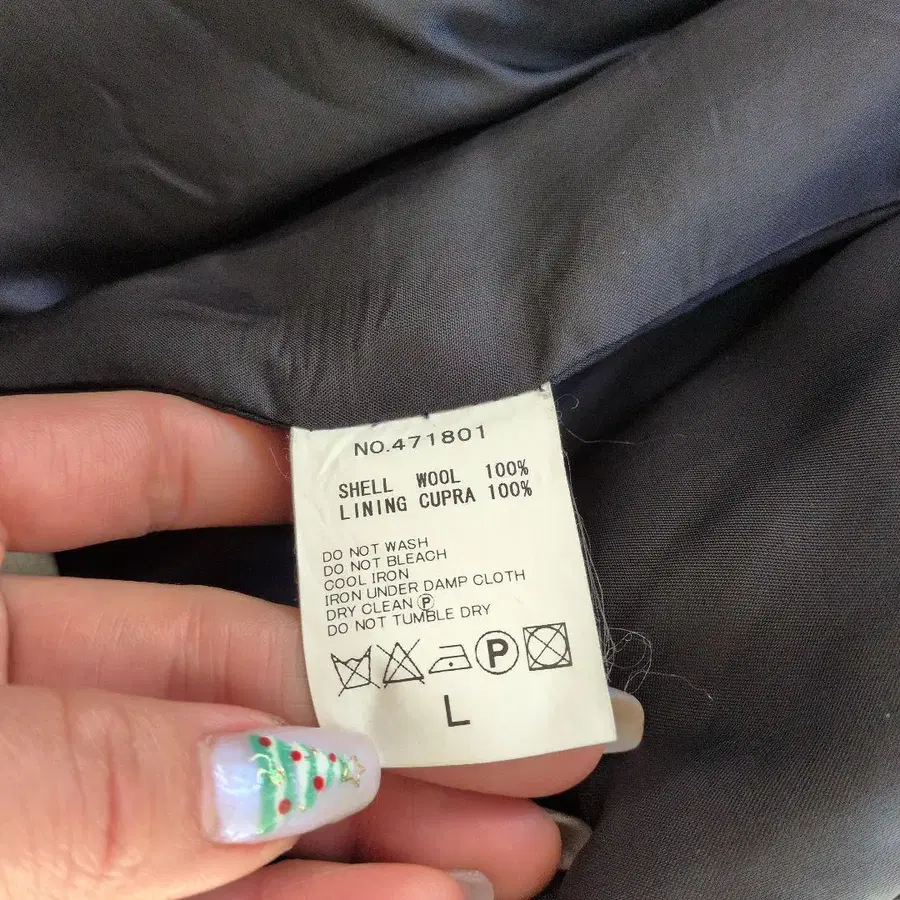 NO.471801
SHELL WOOL 100%
LINING CUPRA 100%
DO NOT WASH
DO NOT BLEACH
COOL IRON
IRON UNDER DAMP CLOTH
DRY CLEAN Ⓟ
DO NOT TUMBLE DRY
P
L